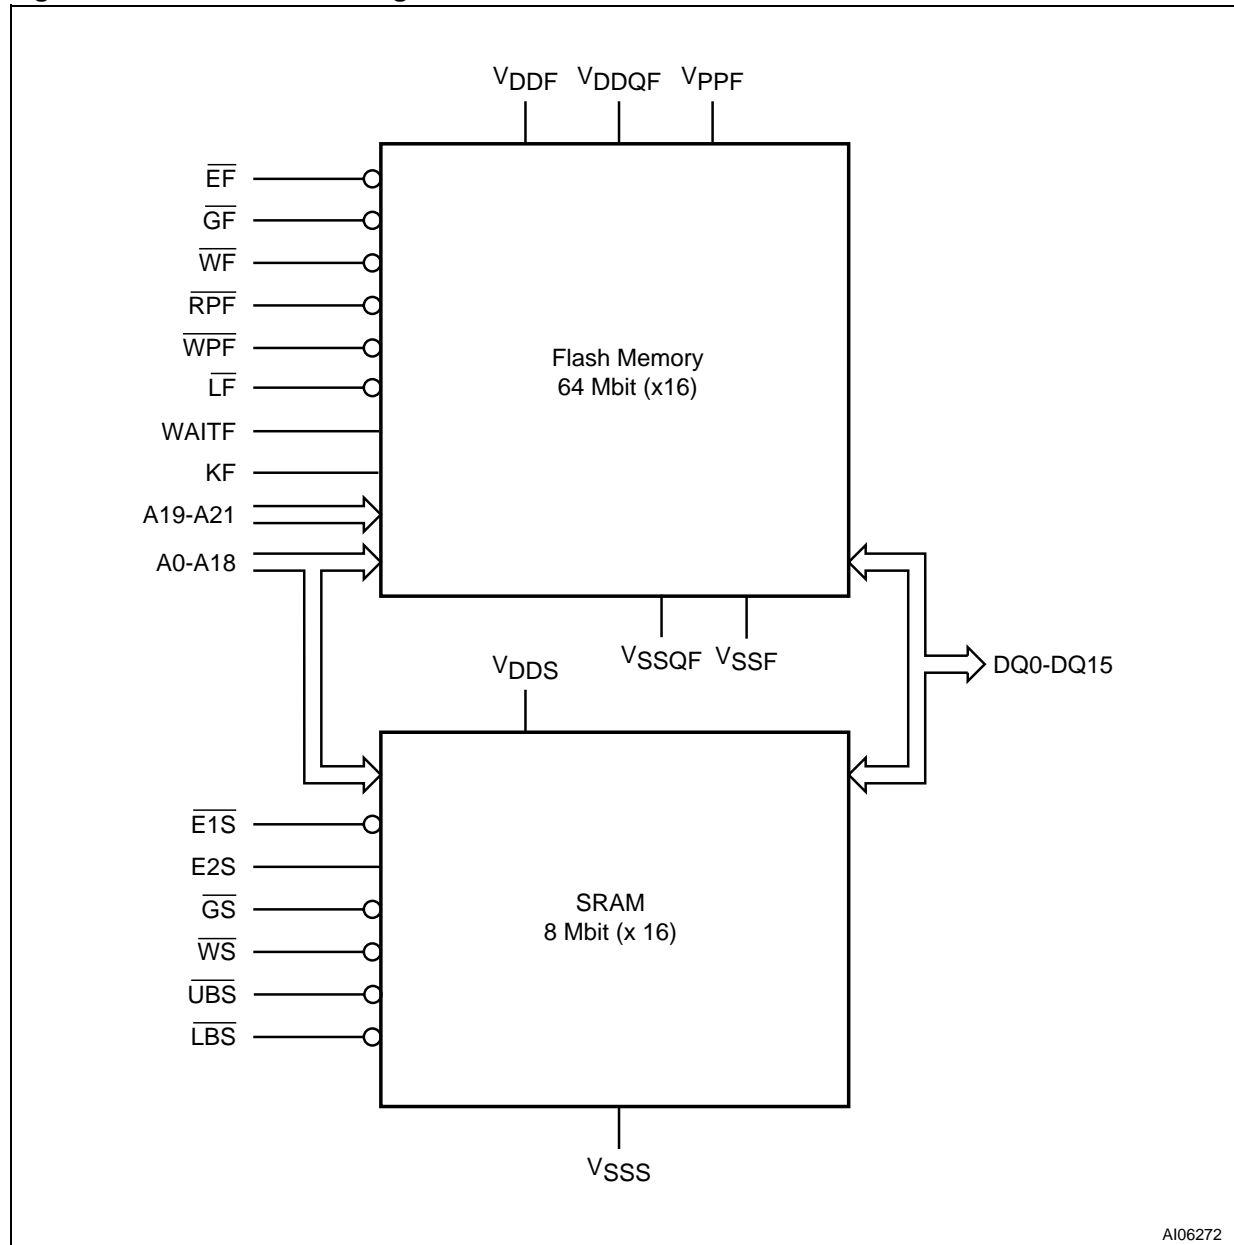 VDDF VDDQF VPPF
EF
GF
WF
RPF
WPF
LF
WAITF
KF
A19-A21
A0-A18
Flash Memory
64 Mbit (x16)
VSSQF VSSF
VDDS
DQ0-DQ15
E1S
E2S
GS
WS
UBS
LBS
SRAM
8 Mbit (x 16)
VSSS
AI06272